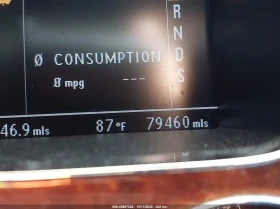 R
N
D
S
Ø CONSUMPTION
Ø mpg ---
46.9 mls 87°F 79460 mls